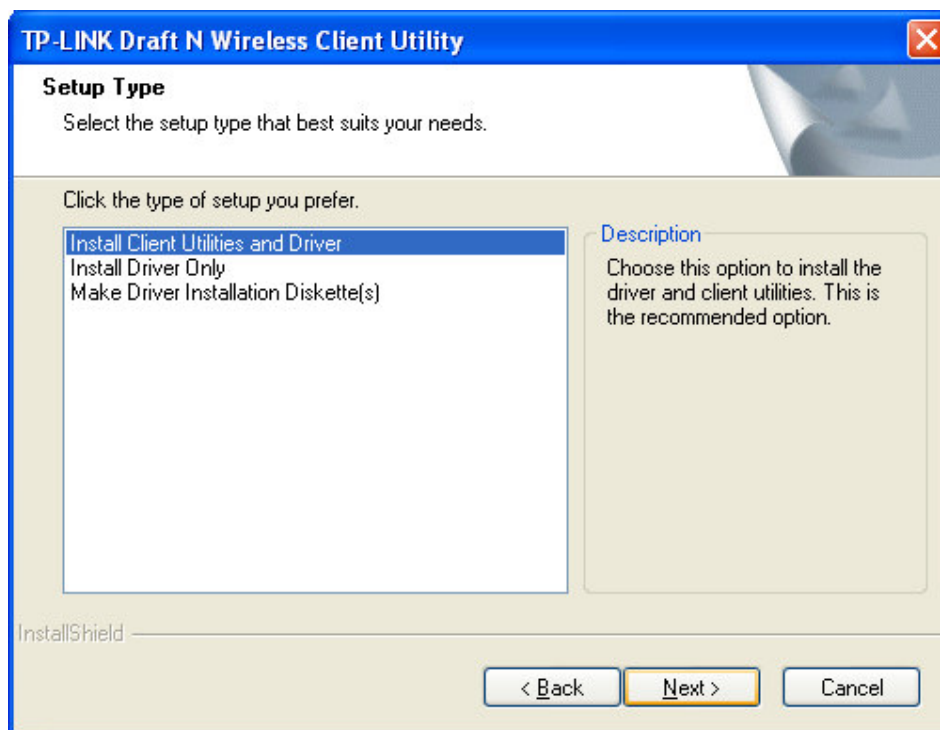 TP-LINK Draft N Wireless Client Utility
Setup Type
Select the setup type that best suits your needs.
Click the type of setup you prefer.
Install Client Utilities and Driver
Install Driver Only
Make Driver Installation Diskette(s)
Description
Choose this option to install the
driver and client utilities. This is
the recommended option.
InstallShield
< Back
Next >
Cancel